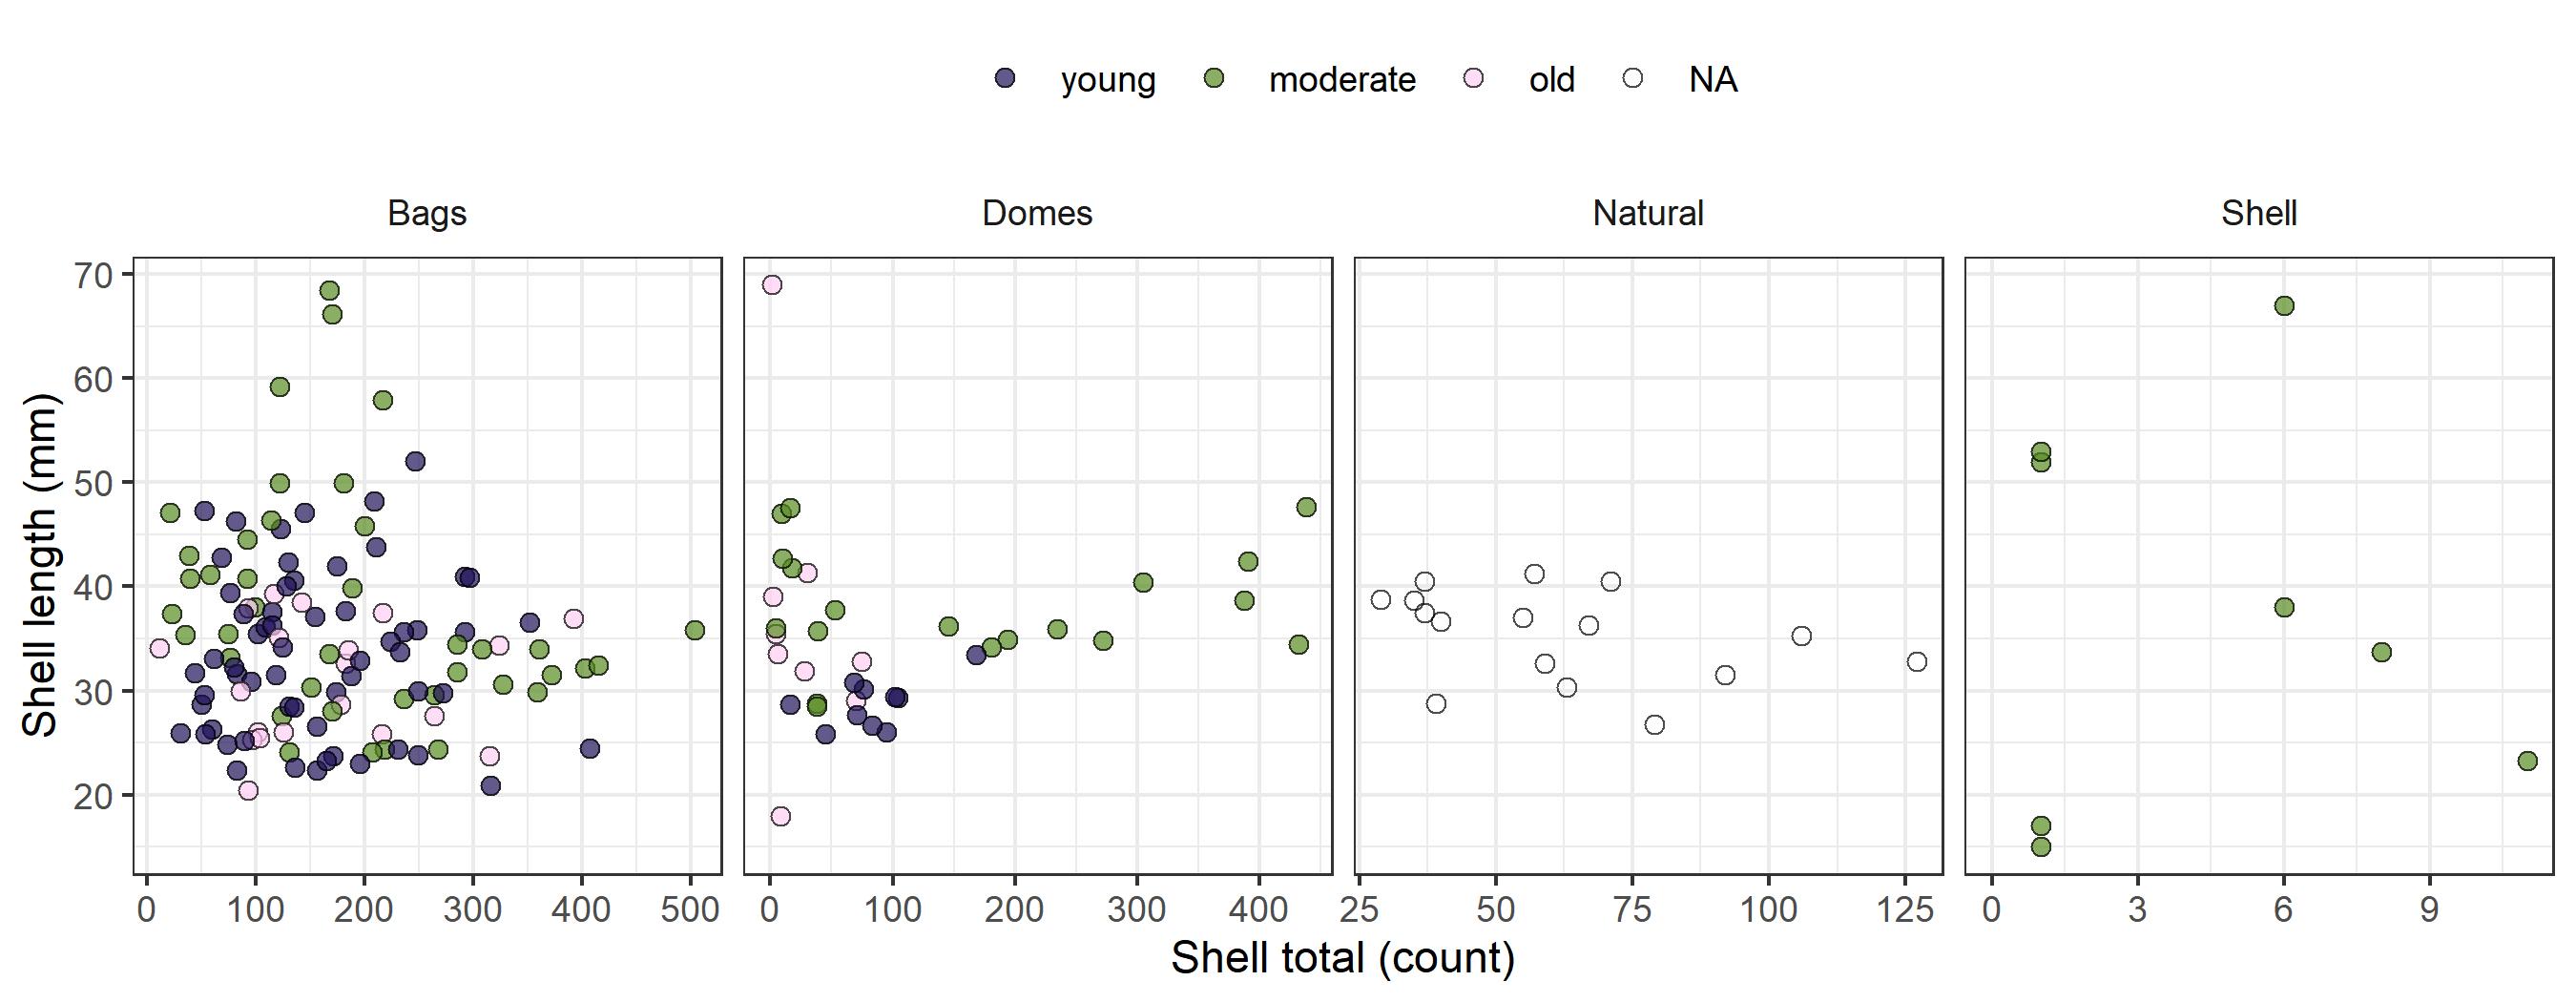 young moderate old NA
Bags Domes Natural Shell
Shell length (mm)
70
60
50
40
30
20
0 100 200 300 400 500 0 100 200 300 400 25 50 75 100 125 0 3 6 9
Shell total (count)